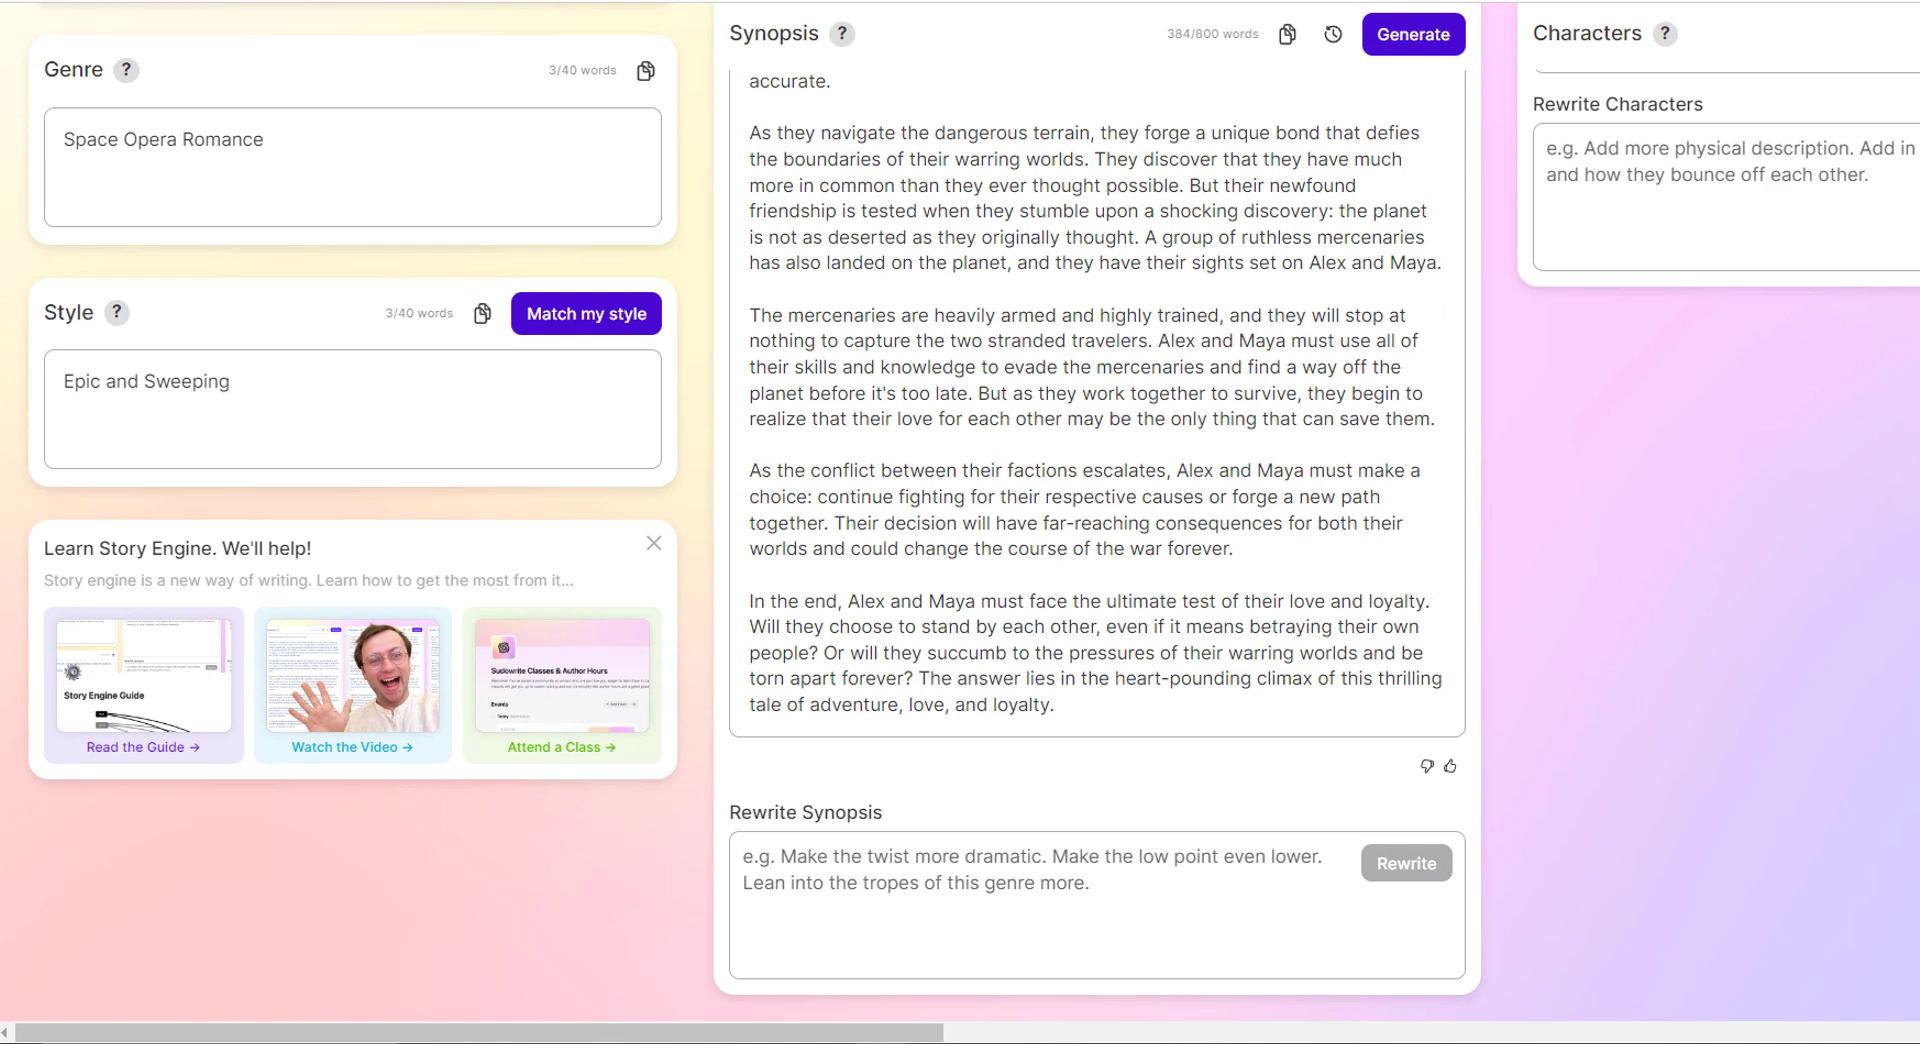 Genre ?
3/40 words
Space Opera Romance
Style ?
3/40 words
Match my style
Epic and Sweeping
Learn Story Engine. We'll help!
Story engine is a new way of writing. Learn how to get the most from it...
Story Engine Guide
Read the Guide →
Watch the Video →
Sudowrite Classes & Author Hours
Events
Today
Attend a Class →
Synopsis ?
384/800 words
Generate
accurate.
As they navigate the dangerous terrain, they forge a unique bond that defies
the boundaries of their warring worlds. They discover that they have much
more in common than they ever thought possible. But their newfound
friendship is tested when they stumble upon a shocking discovery: the planet
is not as deserted as they originally thought. A group of ruthless mercenaries
has also landed on the planet, and they have their sights set on Alex and Maya.
The mercenaries are heavily armed and highly trained, and they will stop at
nothing to capture the two stranded travelers. Alex and Maya must use all of
their skills and knowledge to evade the mercenaries and find a way off the
planet before it's too late. But as they work together to survive, they begin to
realize that their love for each other may be the only thing that can save them.
As the conflict between their factions escalates, Alex and Maya must make a
choice: continue fighting for their respective causes or forge a new path
together. Their decision will have far-reaching consequences for both their
worlds and could change the course of the war forever.
In the end, Alex and Maya must face the ultimate test of their love and loyalty.
Will they choose to stand by each other, even if it means betraying their own
people? Or will they succumb to the pressures of their warring worlds and be
torn apart forever? The answer lies in the heart-pounding climax of this thrilling
tale of adventure, love, and loyalty.
Rewrite Synopsis
e.g. Make the twist more dramatic. Make the low point even lower.
Lean into the tropes of this genre more.
Rewrite
Characters ?
Rewrite Characters
e.g. Add more physical description. Add in
and how they bounce off each other.